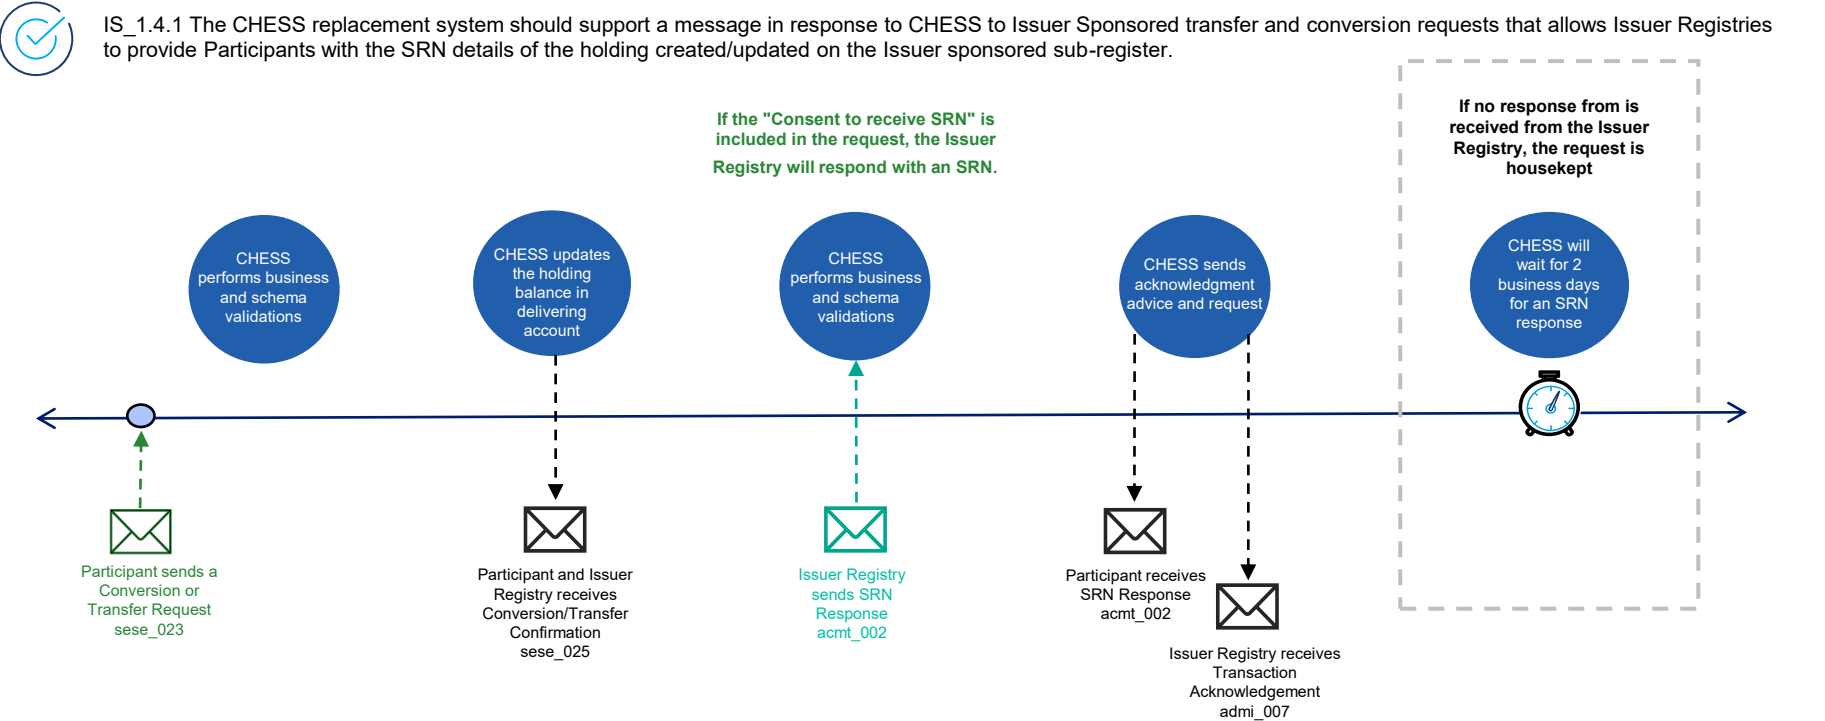 IS_1.4.1 The CHESS replacement system should support a message in response to CHESS to Issuer Sponsored transfer and conversion requests that allows Issuer Registries
to provide Participants with the SRN details of the holding created/updated on the Issuer sponsored sub-register.
If the "Consent to receive SRN" is
included in the request, the Issuer
Registry will respond with an SRN.
If no response from is
received from the Issuer
Registry, the request is
housekept
CHESS
performs business
and schema
validations
CHESS updates
the holding
balance in
delivering
account
CHESS
performs business
and schema
validations
CHESS sends
acknowledgment
advice and request
CHESS will
wait for 2
business days
for an SRN
response
Participant sends a
Conversion or
Transfer Request
sese_023
Participant and Issuer
Registry receives
Conversion/Transfer
Confirmation
sese_025
Issuer Registry
sends SRN
Response
acmt_002
Participant receives
SRN Response
acmt_002
Issuer Registry receives
Transaction
Acknowledgement
admi_007